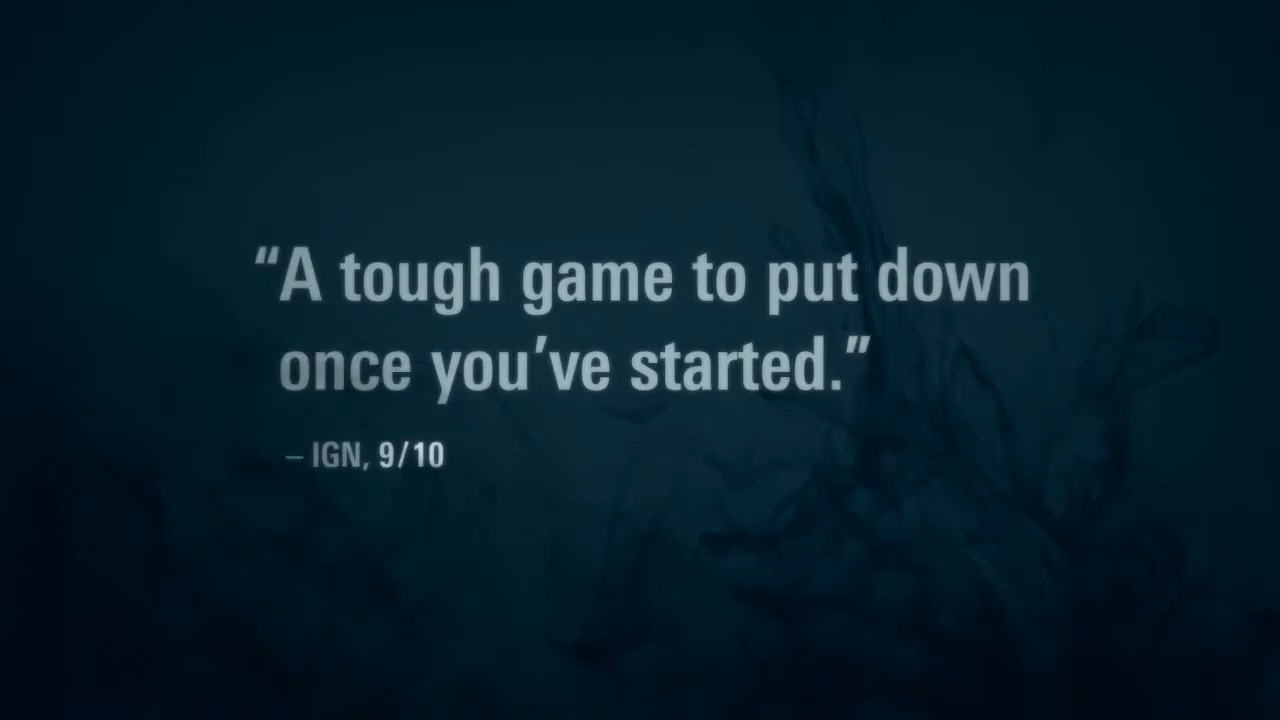 “A tough game to put down
once you’ve started.”
– IGN, 9/10